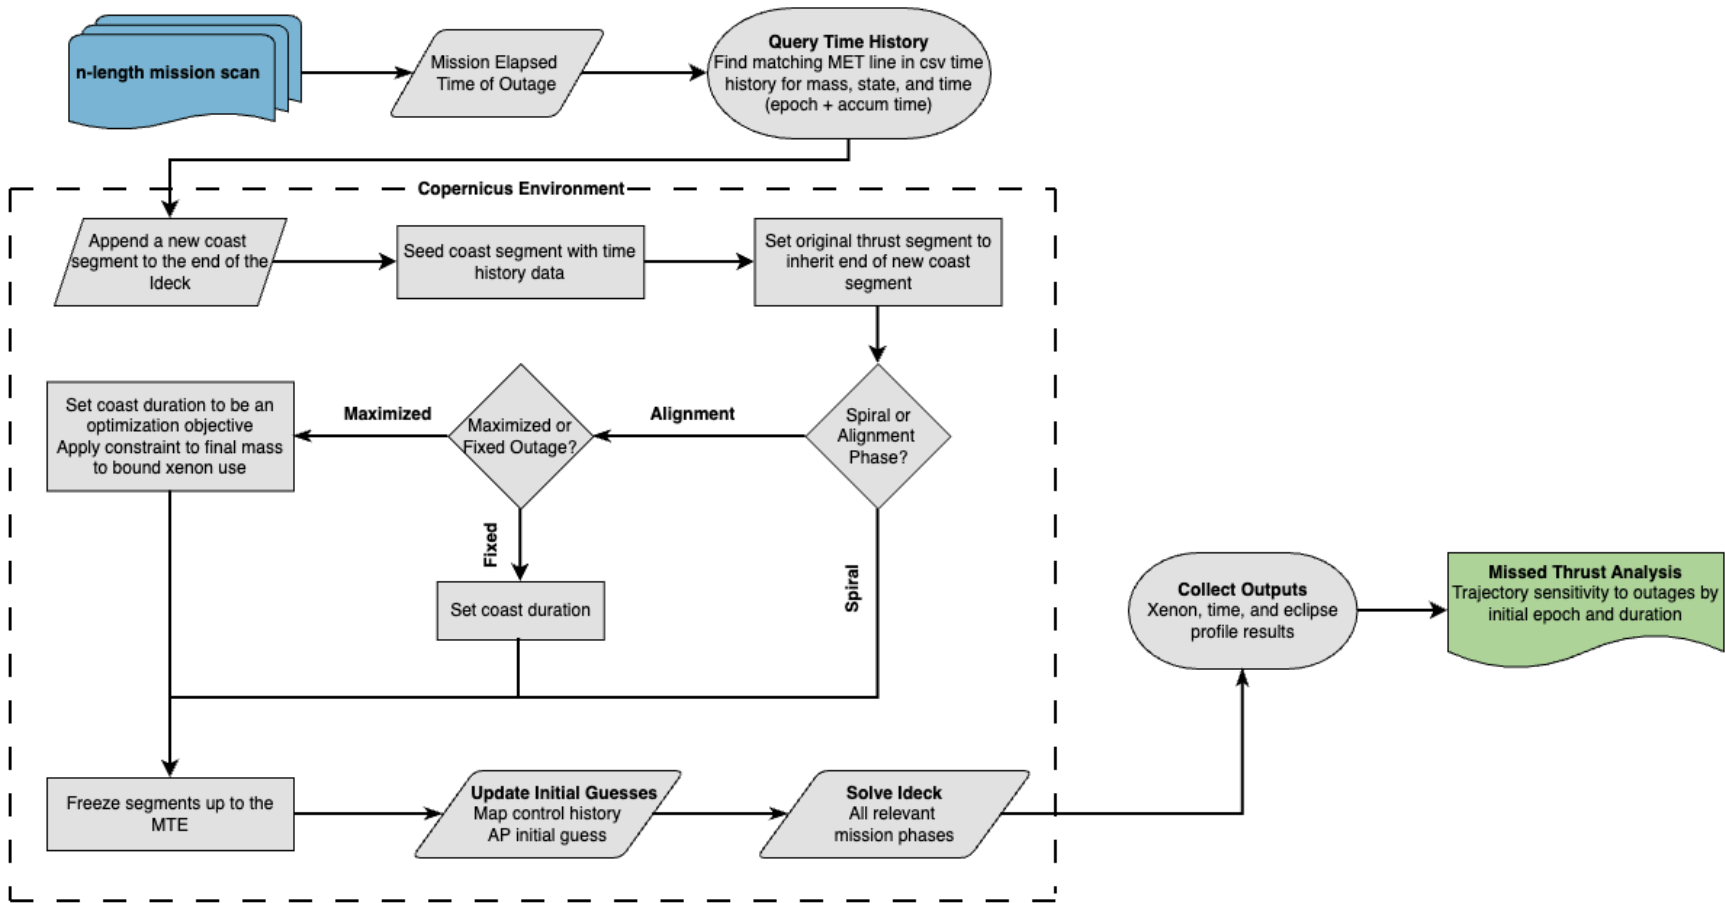 n-length mission scan
Mission Elapsed
Time of Outage
Query Time History
Find matching MET line in csv time
history for mass, state, and time
(epoch + accum time)
Copernicus Environment
Append a new coast
segment to the end of the
Ideck
Seed coast segment with time
history data
Set original thrust segment to
inherit end of new coast
segment
Spiral or
Alignment
Phase?
Alignment
Maximized or
Fixed Outage?
Maximized
Set coast duration to be an
optimization objective
Apply constraint to final mass
to bound xenon use
Fixed
Set coast duration
Spiral
Freeze segments up to the
MTE
Update Initial Guesses
Map control history
AP initial guess
Solve Ideck
All relevant
mission phases
Collect Outputs
Xenon, time, and eclipse
profile results
Missed Thrust Analysis
Trajectory sensitivity to outages by
initial epoch and duration